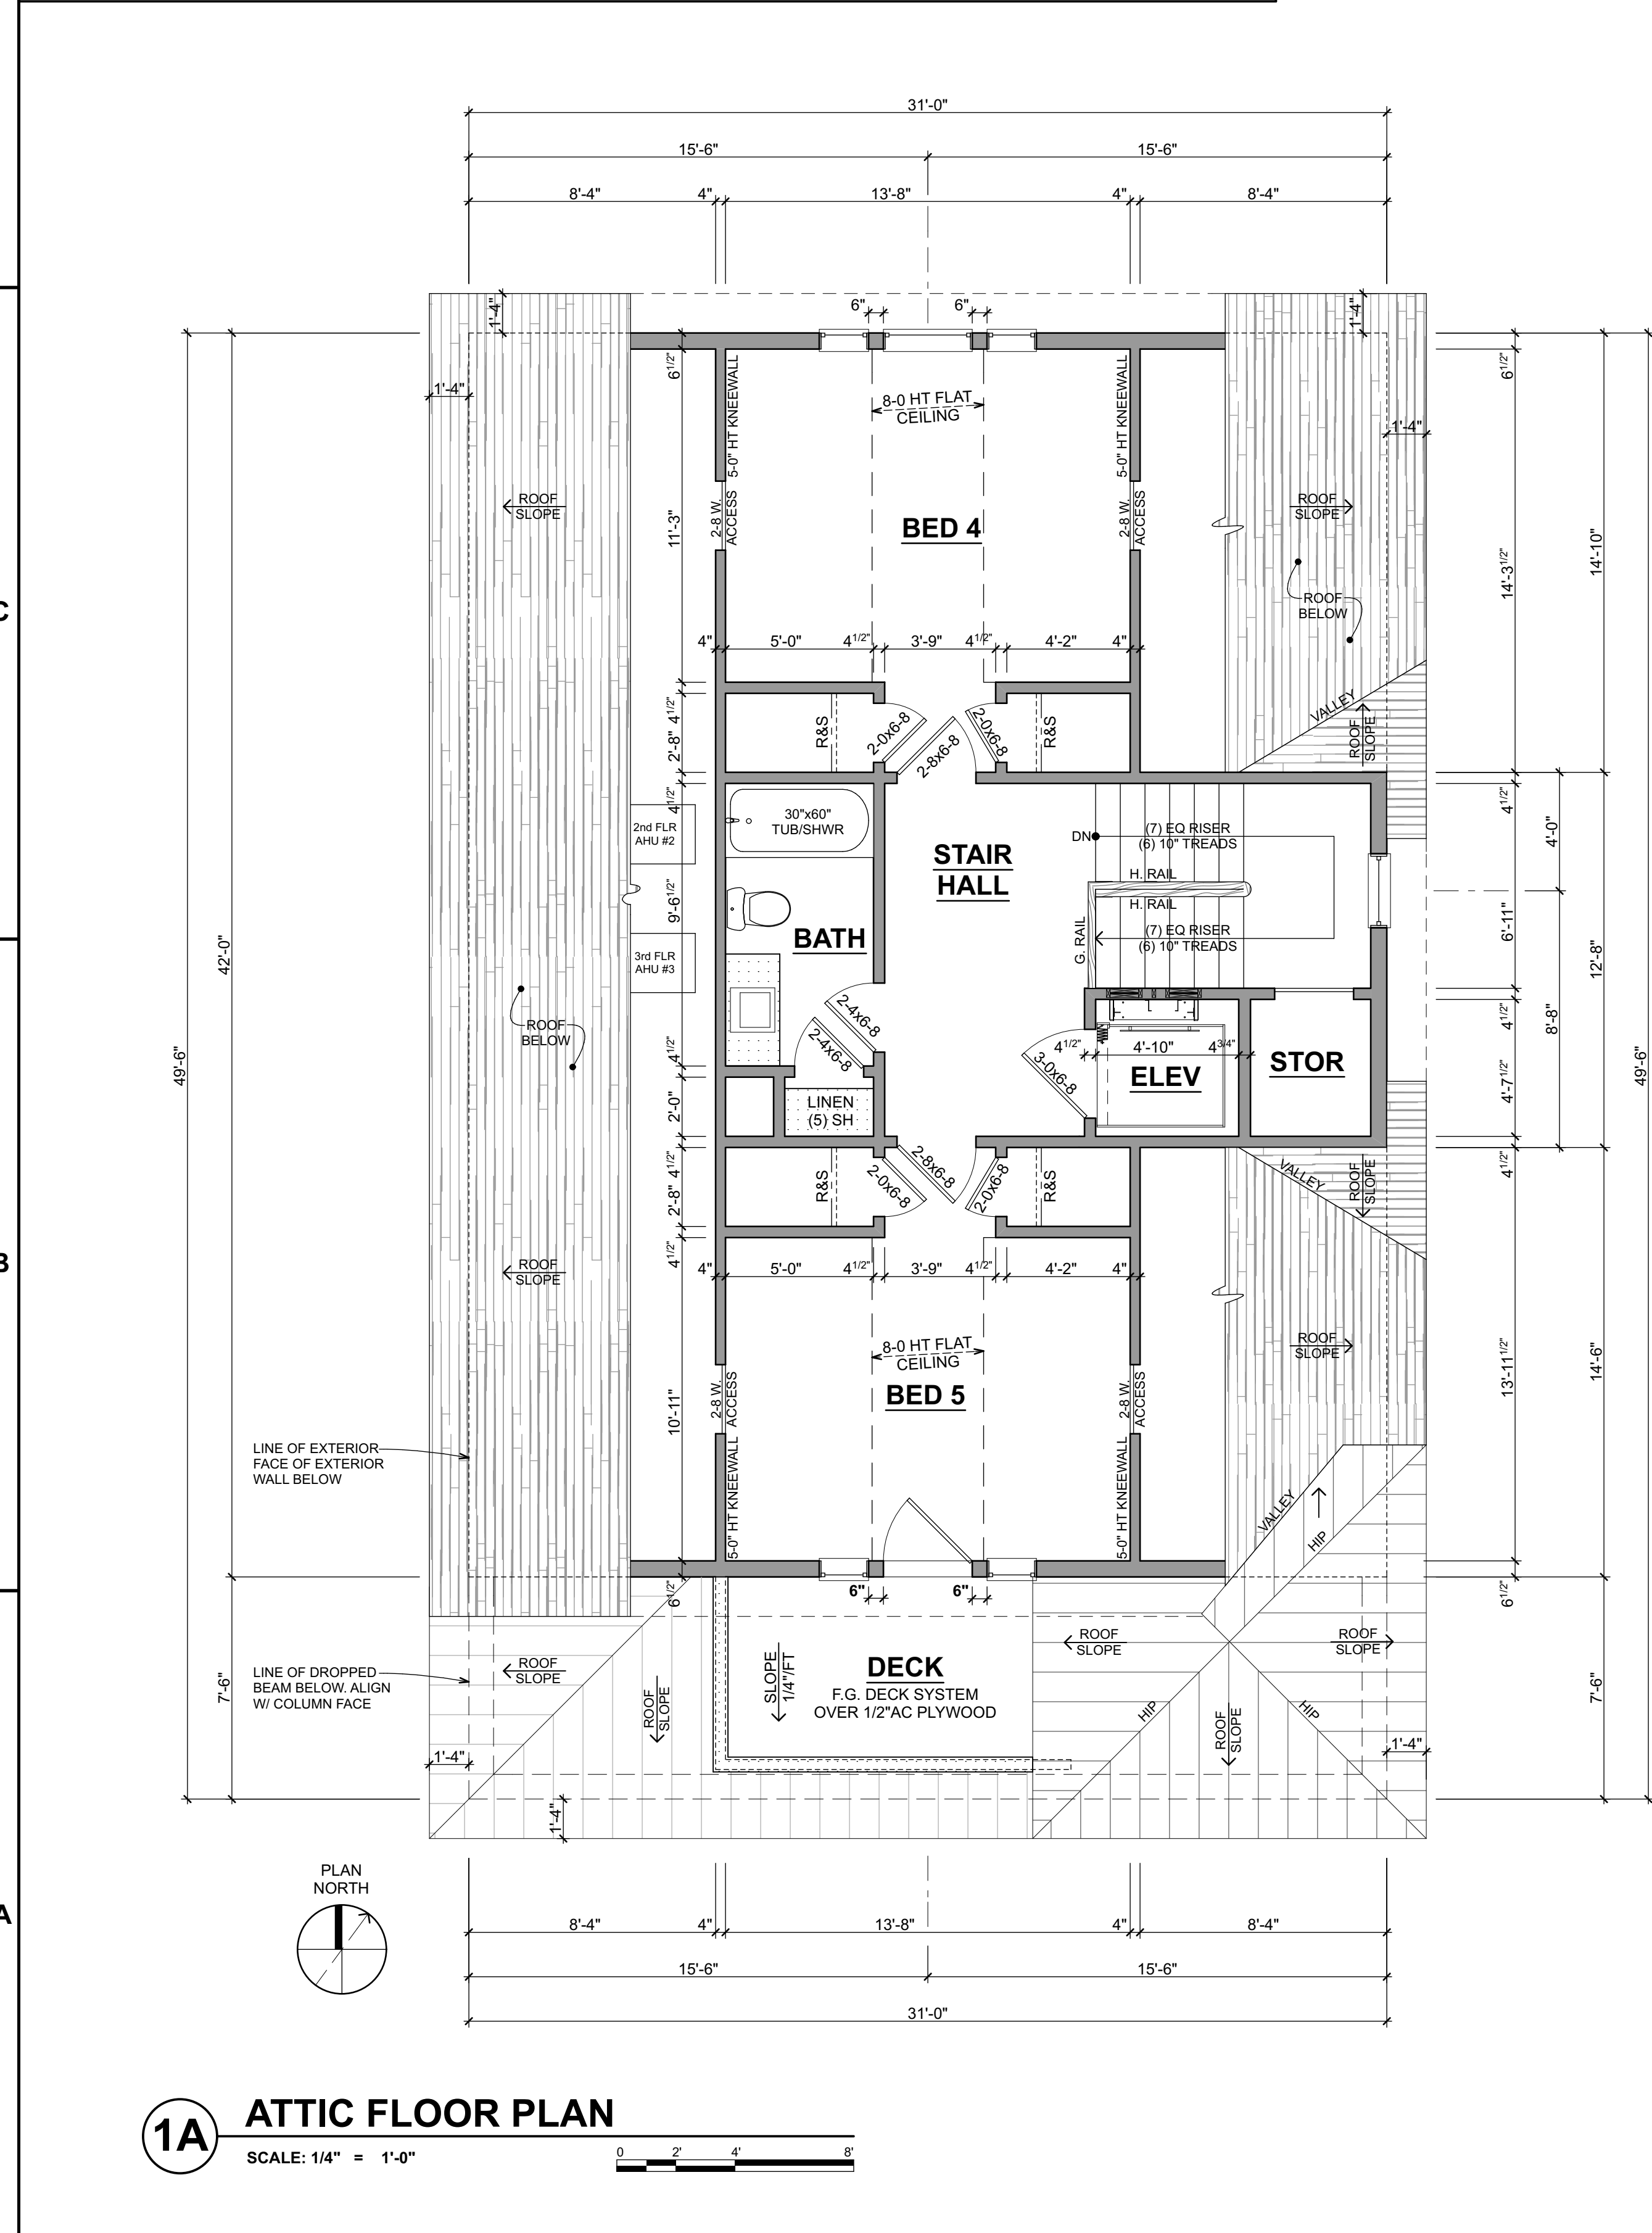 31'-0"
15'-6" 15'-6"
8'-4" 4" 13'-8" 4" 8'-4"
1'-4" 6" 6" 1'-4"
1'-4" 1'-4"
6 1/2" 6 1/2"
5'-0" HT KNEEWALL
5'-0" HT KNEEWALL
8-0 HT FLAT
CEILING
ROOF
SLOPE
ROOF
SLOPE
2-8 W.
ACCESS
2-8 W.
ACCESS
BED 4
11'-3"
14'-3 1/2"
14'-10"
ROOF
BELOW
4" 5'-0" 4 1/2" 3'-9" 4 1/2" 4'-2" 4"
4 1/2"
2'-8"
R&S
2-0x6-8
2-8x6-8
2-0x6-8
R&S
VALLEY
ROOF
SLOPE
4 1/2"
4 1/2"
30"x60"
TUB/SHWR
2nd FLR
AHU #2
STAIR
HALL
DN
(7) EQ RISER
(6) 10" TREADS
H. RAIL
H. RAIL
(7) EQ RISER
(6) 10" TREADS
G. RAIL
4'-0"
9'-6 1/2"
6'-11"
BATH
3rd FLR
AHU #3
42'-0"
12'-8"
2-4x6-8
2-4x6-8
ROOF
BELOW
4 1/2"
4 1/2"
8'-8"
49'-6"
49'-6"
4 1/2" 4'-10" 4 3/4"
3-0x6-8
ELEV
STOR
4'-7 1/2"
2'-0"
LINEN
(5) SH
4 1/2"
2'-8"
R&S
2-0x6-8
2-8x6-8
2-0x6-8
R&S
VALLEY
ROOF
SLOPE
4 1/2"
4 1/2"
4" 5'-0" 4 1/2" 3'-9" 4 1/2" 4'-2" 4"
ROOF
SLOPE
8-0 HT FLAT
CEILING
ROOF
SLOPE
BED 5
2-8 W.
ACCESS
2-8 W.
ACCESS
10'-11"
13'-11 1/2"
14'-6"
LINE OF EXTERIOR
FACE OF EXTERIOR
WALL BELOW
5'-0" HT KNEEWALL
5'-0" HT KNEEWALL
VALLEY
HIP
6 1/2" 6" 6" 6 1/2"
LINE OF DROPPED
BEAM BELOW. ALIGN
W/ COLUMN FACE
7'-6"
ROOF
SLOPE
ROOF
SLOPE
SLOPE
1/4"/FT
DECK
F.G. DECK SYSTEM
OVER 1/2"AC PLYWOOD
ROOF
SLOPE
ROOF
SLOPE
HIP
HIP
ROOF
SLOPE
7'-6"
1'-4" 1'-4"
1'-4"
PLAN
NORTH
8'-4" 4" 13'-8" 4" 8'-4"
15'-6" 15'-6"
31'-0"
C
B
A
1A
ATTIC FLOOR PLAN
SCALE: 1/4" = 1'-0"
0 2' 4' 8'